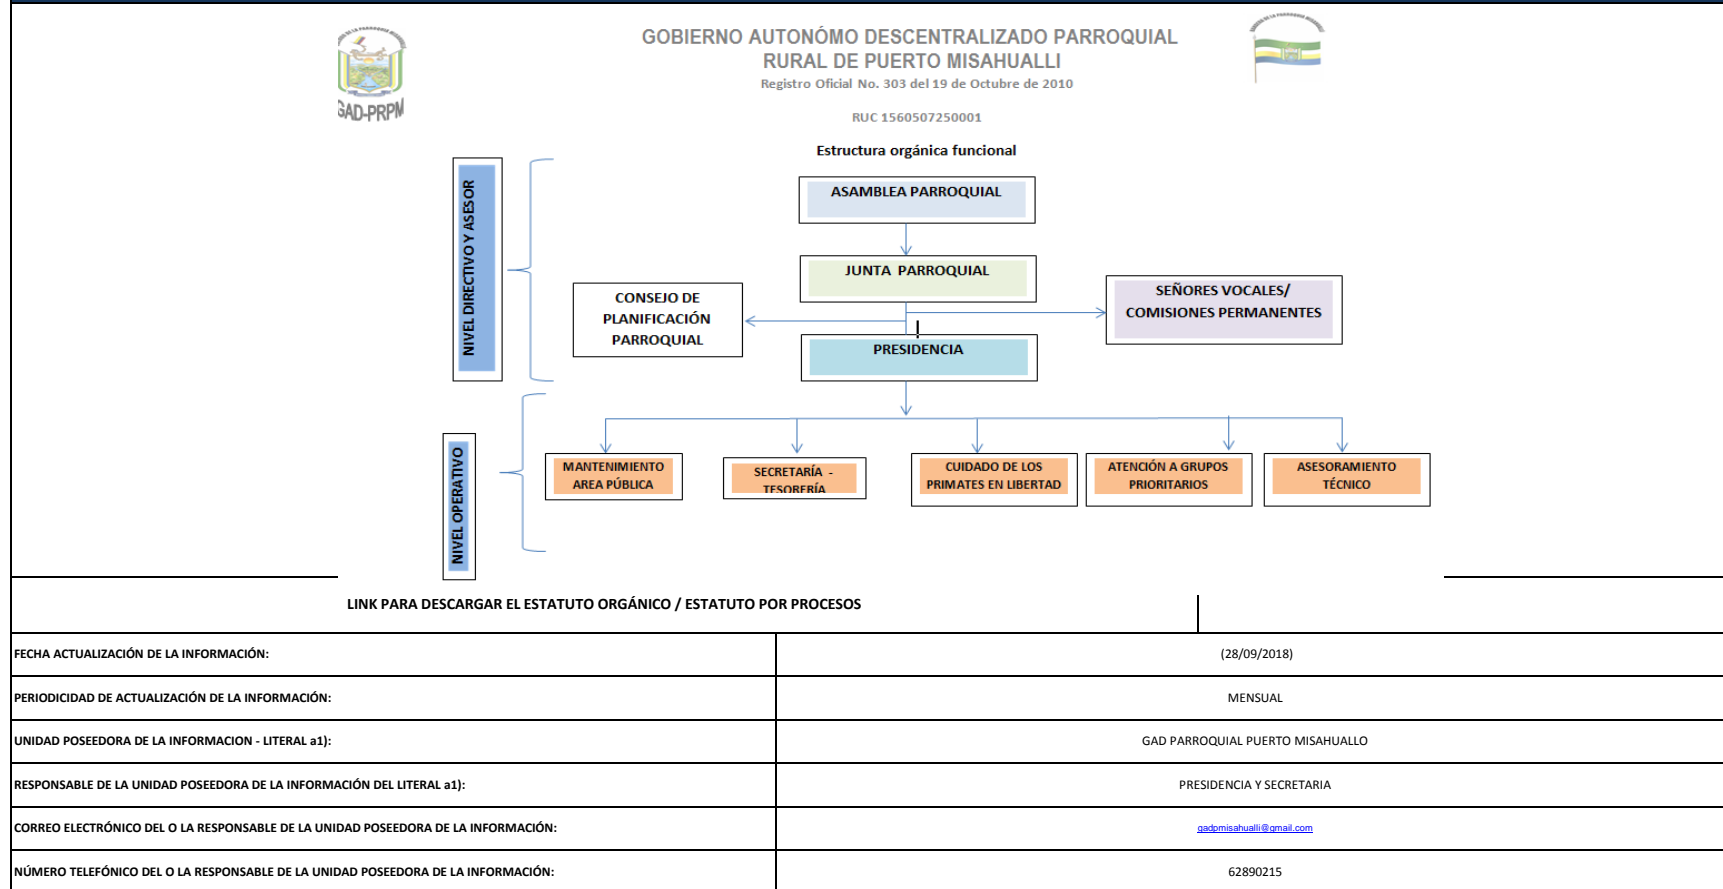 GOBIERNO AUTONÓMO DESCENTRALIZADO PARROQUIAL
RURAL DE PUERTO MISAHUALLI
Registro Oficial No. 303 del 19 de Octubre de 2010
GAD-PRPM
RUC 1560507250001
Estructura orgánica funcional
NIVEL DIRECTIVO Y ASESOR
ASAMBLEA PARROQUIAL
JUNTA PARROQUIAL
CONSEJO DE
PLANIFICACIÓN
PARROQUIAL
SEÑORES VOCALES/
COMISIONES PERMANENTES
PRESIDENCIA
NIVEL OPERATIVO
MANTENIMIENTO
AREA PÚBLICA
SECRETARÍA -
TESORERÍA
CUIDADO DE LOS
PRIMATES EN LIBERTAD
ATENCIÓN A GRUPOS
PRIORITARIOS
ASESORAMIENTO
TÉCNICO
LINK PARA DESCARGAR EL ESTATUTO ORGÁNICO / ESTATUTO POR PROCESOS
FECHA ACTUALIZACIÓN DE LA INFORMACIÓN:
(28/09/2018)
PERIODICIDAD DE ACTUALIZACIÓN DE LA INFORMACIÓN:
MENSUAL
UNIDAD POSEEDORA DE LA INFORMACION - LITERAL a1):
GAD PARROQUIAL PUERTO MISAHUALLO
RESPONSABLE DE LA UNIDAD POSEEDORA DE LA INFORMACIÓN DEL LITERAL a1):
PRESIDENCIA Y SECRETARIA
CORREO ELECTRÓNICO DEL O LA RESPONSABLE DE LA UNIDAD POSEEDORA DE LA INFORMACIÓN:
gadpmisahualli@gmail.com
NÚMERO TELEFÓNICO DEL O LA RESPONSABLE DE LA UNIDAD POSEEDORA DE LA INFORMACIÓN:
62890215